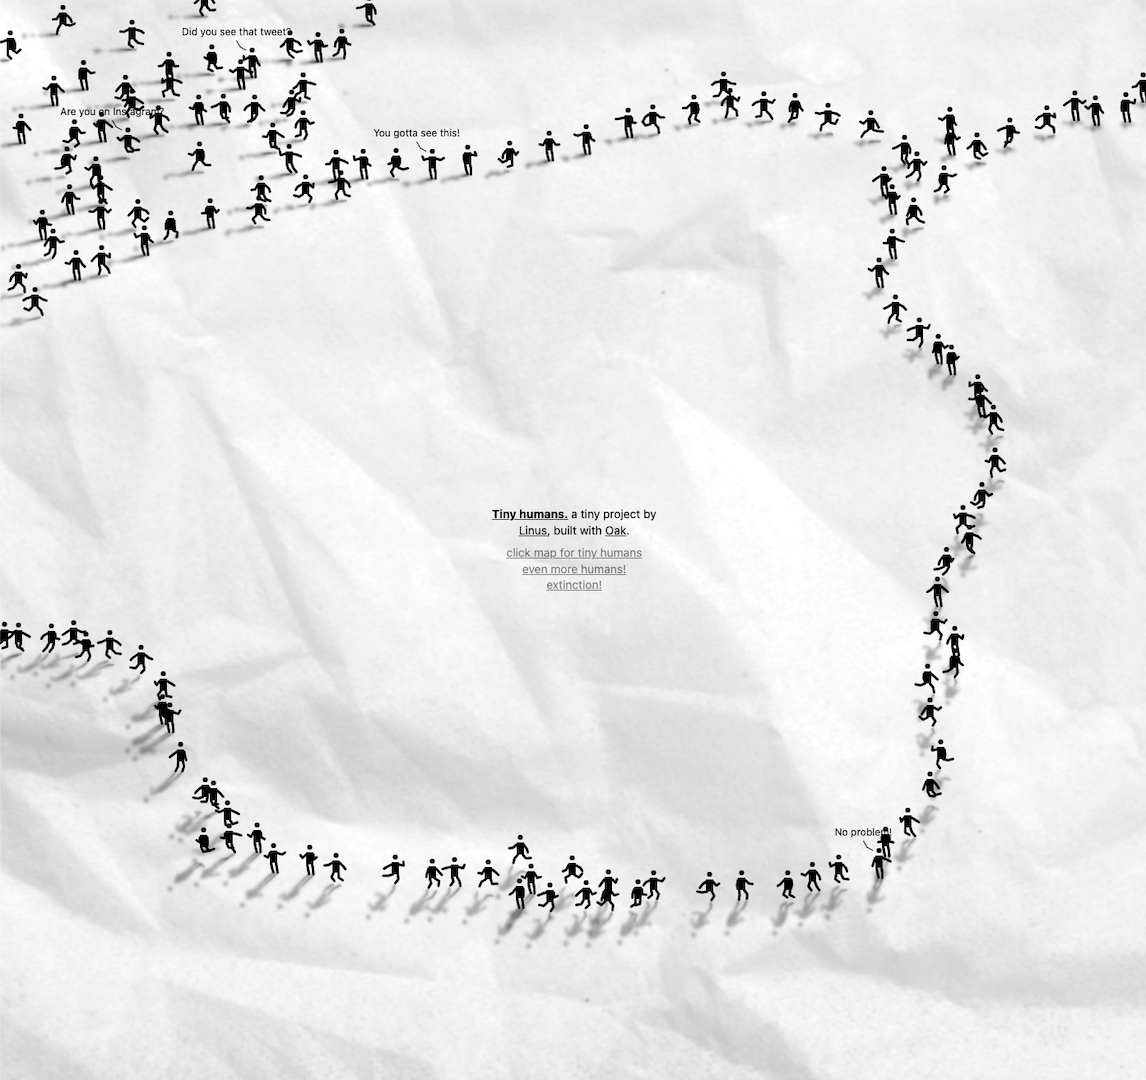 Did you see that tweet?
Are you on Instagram?
You gotta see this!
Tiny humans. a tiny project by
Linus, built with Oak.
click map for tiny humans
even more humans!
extinction!
No problem!